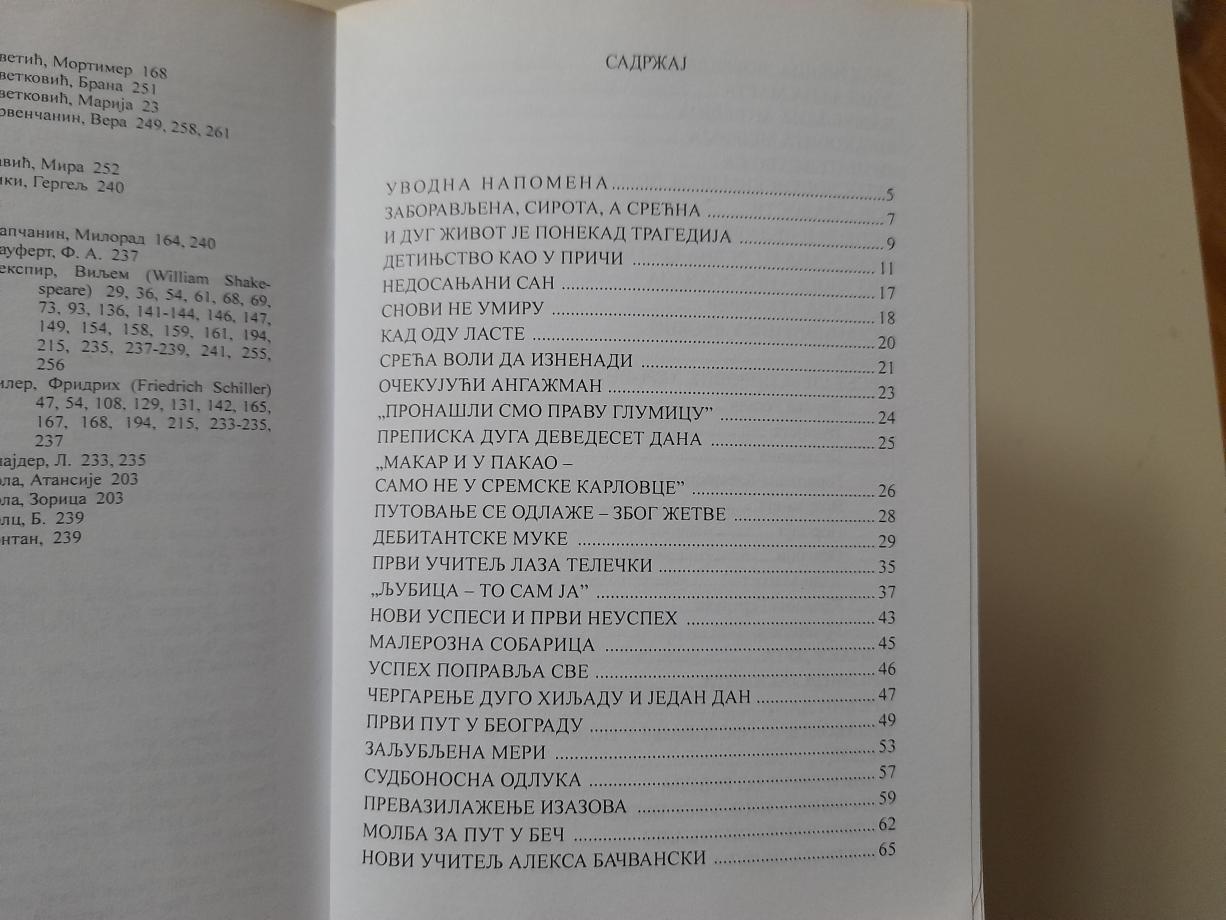 ветић, Мортимер 168
ветковић, Брана 251
ветковић, Марија 23
рвенчанин, Вера 249, 258, 261
авић, Мира 252
ики, Гергељ 240
апчанин, Милорад 164, 240
ауферт, Ф. А. 237
експир, Виљем (William Shake-
speare) 29, 36, 54, 61, 68, 69,
73, 93, 136, 141-144, 146, 147,
149, 154, 158, 159, 161, 194,
215, 235, 237-239, 241, 255,
256
илер, Фридрих (Friedrich Schiller)
47, 54, 108, 129, 131, 142, 165,
167, 168, 194, 215, 233-235,
237
најдер, Л. 233, 235
ола, Атансије 203
ола, Зорица 203
олц, Б. 239
онтан, 239
САДРЖАЈ
УВОДНА НАПОМЕНА 5
ЗАБОРАВЉЕНА, СИРОТА, А СРЕЋНА 7
И ДУГ ЖИВОТ ЈЕ ПОНЕКАД ТРАГЕДИЈА 9
ДЕТИЊСТВО КАО У ПРИЧИ 11
НЕДОСАЊАНИ САН 17
СНОВИ НЕ УМИРУ 18
КАД ОДУ ЛАСТЕ 20
СРЕЋА ВОЛИ ДА ИЗНЕНАДИ 21
ОЧЕКУЈУЋИ АНГАЖМАН 23
„ПРОНАШЛИ СМО ПРАВУ ГЛУМИЦУ” 24
ПРЕПИСКА ДУГА ДЕВЕДЕСЕТ ДАНА 25
„МАКАР И У ПАКАО –
САМО НЕ У СРЕМСКЕ КАРЛОВЦЕ” 26
ПУТОВАЊЕ СЕ ОДЛАЖЕ – ЗБОГ ЖЕТВЕ 28
ДЕБИТАНТСКЕ МУКЕ 29
ПРВИ УЧИТЕЉ ЛАЗА ТЕЛЕЧКИ 35
„ЉУБИЦА – ТО САМ ЈА” 37
НОВИ УСПЕСИ И ПРВИ НЕУСПЕХ 43
МАЛЕРОЗНА СОБАРИЦА 45
УСПЕХ ПОПРАВЉА СВЕ 46
ЧЕРГАРЕЊЕ ДУГО ХИЉАДУ И ЈЕДАН ДАН 47
ПРВИ ПУТ У БЕОГРАДУ 49
ЗАЉУБЉЕНА МЕРИ 53
СУДБОНОСНА ОДЛУКА 57
ПРЕВАЗИЛАЖЕЊЕ ИЗАЗОВА 59
МОЛБА ЗА ПУТ У БЕЧ 62
НОВИ УЧИТЕЉ АЛЕКСА БАЧВАНСКИ 65